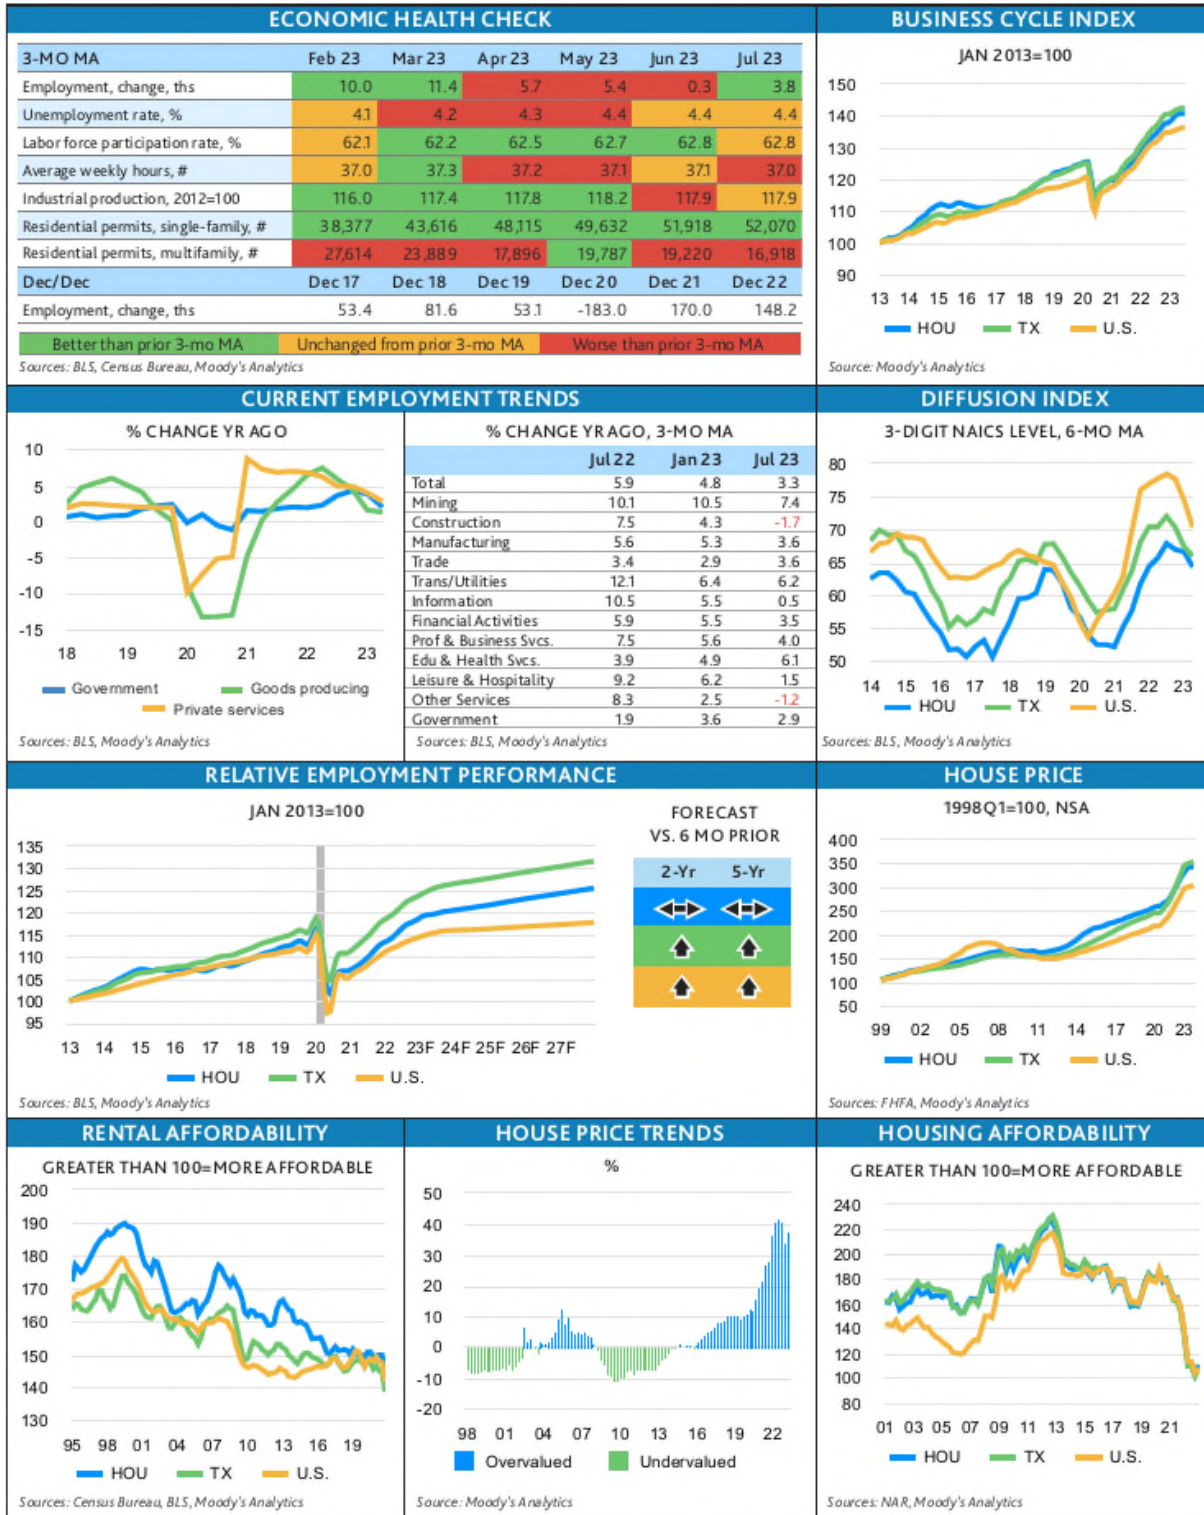 ECONOMIC HEALTH CHECK
3-MO MA Feb 23 Mar 23 Apr 23 May 23 Jun 23 Jul 23
Employment, change, ths 10.0 11.4 5.7 5.4 0.3 3.8
Unemployment rate, % 4.1 4.2 4.3 4.4 4.4 4.4
Labor force participation rate, % 62.1 62.2 62.5 62.7 62.8 62.8
Average weekly hours, # 37.0 37.3 37.2 37.1 37.1 37.0
Industrial production, 2012=100 116.0 117.4 117.8 118.2 117.9 117.9
Residential permits, single-family, # 38,377 43,616 48,115 49,632 51,918 52,070
Residential permits, multifamily, # 27,614 23,889 17,896 19,787 19,220 16,918
Dec/Dec Dec 17 Dec 18 Dec 19 Dec 20 Dec 21 Dec 22
Employment, change, ths 53.4 81.6 53.1 -183.0 170.0 148.2
Better than prior 3-mo MA Unchanged from prior 3-mo MA Worse than prior 3-mo MA
Sources: BLS, Census Bureau, Moody's Analytics
BUSINESS CYCLE INDEX
JAN 2013=100
150
140
130
120
110
100
90
13 14 15 16 17 18 19 20 21 22 23
HOU TX U.S.
Source: Moody's Analytics
CURRENT EMPLOYMENT TRENDS
% CHANGE YR AGO
10
5
0
-5
-10
-15
18 19 20 21 22 23
Government Goods producing
Private services
Sources: BLS, Moody's Analytics
% CHANGE YR AGO, 3-MO MA
Jul 22 Jan 23 Jul 23
Total 5.9 4.8 3.3
Mining 10.1 10.5 7.4
Construction 7.5 4.3 -1.7
Manufacturing 5.6 5.3 3.6
Trade 3.4 2.9 3.6
Trans/Utilities 12.1 6.4 6.2
Information 10.5 5.5 0.5
Financial Activities 5.9 5.5 3.5
Prof & Business Svcs. 7.5 5.6 4.0
Edu & Health Svcs. 3.9 4.9 6.1
Leisure & Hospitality 9.2 6.2 1.5
Other Services 8.3 2.5 -1.2
Government 1.9 3.6 2.9
Sources: BLS, Moody's Analytics
DIFFUSION INDEX
3-DIGIT NAICS LEVEL, 6-MO MA
80
75
70
65
60
55
50
14 15 16 17 18 19 20 21 22 23
HOU TX U.S.
Sources: BLS, Moody's Analytics
RELATIVE EMPLOYMENT PERFORMANCE
JAN 2013=100
135
130
125
120
115
110
105
100
95
13 14 15 16 17 18 19 20 21 22 23F 24F 25F 26F 27F
HOU TX U.S.
Sources: BLS, Moody's Analytics
FORECAST
VS. 6 MO PRIOR
2-Yr 5-Yr
HOUSE PRICE
1998Q1=100, NSA
400
350
300
250
200
150
100
50
99 02 05 08 11 14 17 20 23
HOU TX U.S.
Sources: FHFA, Moody's Analytics
RENTAL AFFORDABILITY
GREATER THAN 100=MORE AFFORDABLE
200
190
180
170
160
150
140
130
95 98 01 04 07 10 13 16 19
HOU TX U.S.
Sources: Census Bureau, BLS, Moody's Analytics
HOUSE PRICE TRENDS
%
50
40
30
20
10
0
-10
-20
98 01 04 07 10 13 16 19 22
Overvalued Undervalued
Source: Moody's Analytics
HOUSING AFFORDABILITY
GREATER THAN 100=MORE AFFORDABLE
240
220
200
180
160
140
120
100
80
01 03 05 07 09 11 13 15 17 19 21
HOU TX U.S.
Sources: NAR, Moody's Analytics